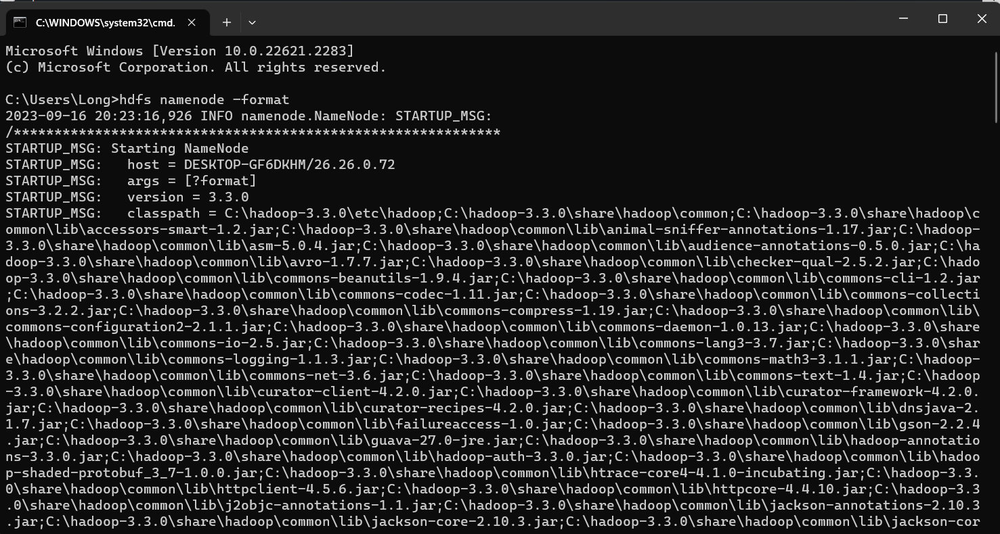 C:\WINDOWS\system32\cmd.
Microsoft Windows [Version 10.0.22621.2283]
(c) Microsoft Corporation. All rights reserved.
C:\Users\Long>hdfs namenode –format
2023-09-16 20:23:16,926 INFO namenode.NameNode: STARTUP_MSG:
/************************************************************
STARTUP_MSG: Starting NameNode
STARTUP_MSG:   host = DESKTOP-GF6DKHM/26.26.0.72
STARTUP_MSG:   args = [?format]
STARTUP_MSG:   version = 3.3.0
STARTUP_MSG:   classpath = C:\hadoop-3.3.0\etc\hadoop;C:\hadoop-3.3.0\share\hadoop\common;C:\hadoop-3.3.0\share\hadoop\c
ommon\lib\accessors-smart-1.2.jar;C:\hadoop-3.3.0\share\hadoop\common\lib\animal-sniffer-annotations-1.17.jar;C:\hadoop-
3.3.0\share\hadoop\common\lib\asm-5.0.4.jar;C:\hadoop-3.3.0\share\hadoop\common\lib\audience-annotations-0.5.0.jar;C:\ha
doop-3.3.0\share\hadoop\common\lib\avro-1.7.7.jar;C:\hadoop-3.3.0\share\hadoop\common\lib\checker-qual-2.5.2.jar;C:\hado
op-3.3.0\share\hadoop\common\lib\commons-beanutils-1.9.4.jar;C:\hadoop-3.3.0\share\hadoop\common\lib\commons-cli-1.2.jar
;C:\hadoop-3.3.0\share\hadoop\common\lib\commons-codec-1.11.jar;C:\hadoop-3.3.0\share\hadoop\common\lib\commons-collecti
ons-3.2.2.jar;C:\hadoop-3.3.0\share\hadoop\common\lib\commons-compress-1.19.jar;C:\hadoop-3.3.0\share\hadoop\common\lib\
commons-configuration2-2.1.1.jar;C:\hadoop-3.3.0\share\hadoop\common\lib\commons-daemon-1.0.13.jar;C:\hadoop-3.3.0\share
\hadoop\common\lib\commons-io-2.5.jar;C:\hadoop-3.3.0\share\hadoop\common\lib\commons-lang3-3.7.jar;C:\hadoop-3.3.0\shar
e\hadoop\common\lib\commons-logging-1.1.3.jar;C:\hadoop-3.3.0\share\hadoop\common\lib\commons-math3-3.1.1.jar;C:\hadoop-
3.3.0\share\hadoop\common\lib\commons-net-3.6.jar;C:\hadoop-3.3.0\share\hadoop\common\lib\commons-text-1.4.jar;C:\hadoop
-3.3.0\share\hadoop\common\lib\curator-client-4.2.0.jar;C:\hadoop-3.3.0\share\hadoop\common\lib\curator-framework-4.2.0.
jar;C:\hadoop-3.3.0\share\hadoop\common\lib\curator-recipes-4.2.0.jar;C:\hadoop-3.3.0\share\hadoop\common\lib\dnsjava-2.
1.7.jar;C:\hadoop-3.3.0\share\hadoop\common\lib\failureaccess-1.0.jar;C:\hadoop-3.3.0\share\hadoop\common\lib\gson-2.2.4
.jar;C:\hadoop-3.3.0\share\hadoop\common\lib\guava-27.0-jre.jar;C:\hadoop-3.3.0\share\hadoop\common\lib\hadoop-annotatio
ns-3.3.0.jar;C:\hadoop-3.3.0\share\hadoop\common\lib\hadoop-auth-3.3.0.jar;C:\hadoop-3.3.0\share\hadoop\common\lib\hadoo
p-shaded-protobuf_3_7-1.0.0.jar;C:\hadoop-3.3.0\share\hadoop\common\lib\htrace-core4-4.1.0-incubating.jar;C:\hadoop-3.3.
0\share\hadoop\common\lib\httpclient-4.5.6.jar;C:\hadoop-3.3.0\share\hadoop\common\lib\httpcore-4.4.10.jar;C:\hadoop-3.3
.0\share\hadoop\common\lib\j2objc-annotations-1.1.jar;C:\hadoop-3.3.0\share\hadoop\common\lib\jackson-annotations-2.10.3
.jar;C:\hadoop-3.3.0\share\hadoop\common\lib\jackson-core-2.10.3.jar;C:\hadoop-3.3.0\share\hadoop\common\lib\jackson-cor